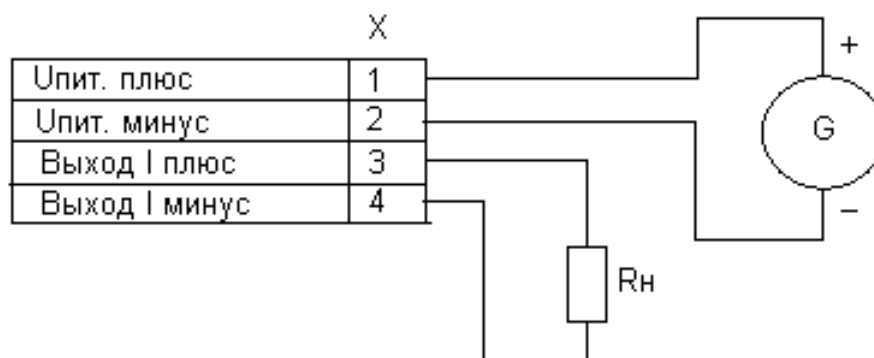 X
Uпит. плюс 1
Uпит. минус 2
Выход I плюс 3
Выход I минус 4
+
G
–
Rн